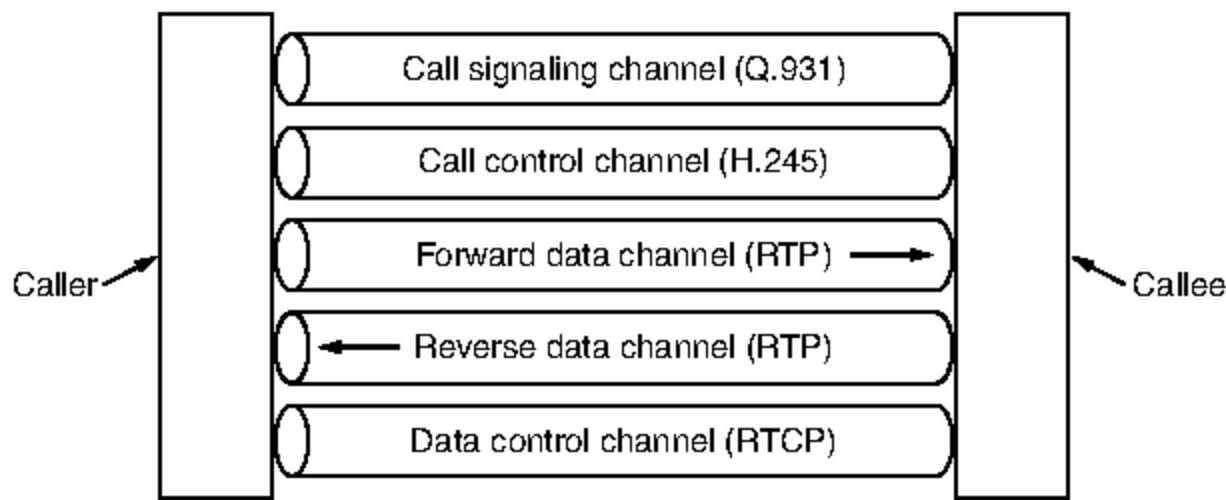 Call signaling channel (Q.931)
Call control channel (H.245)
Forward data channel (RTP)
Caller
Callee
Reverse data channel (RTP)
Data control channel (RTCP)